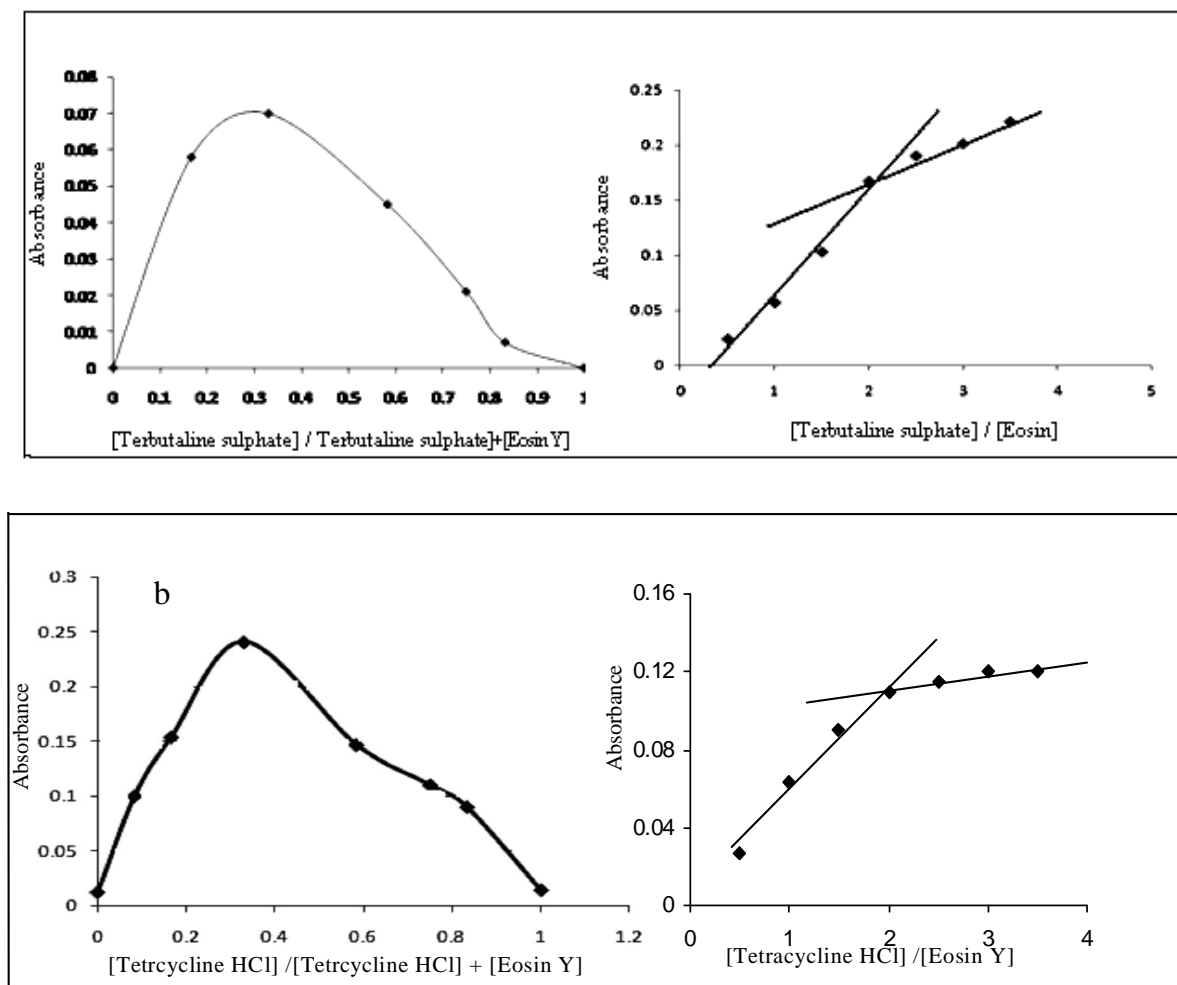 0.08
0.07
0.06
0.05
0.04
0.03
0.02
0.01
0
Absorbance
0 0.1 0.2 0.3 0.4 0.5 0.6 0.7 0.8 0.9 1
[Terbutaline sulphate] / Terbutaline sulphate]+[Eosin Y]
0.25
0.2
0.15
0.1
0.05
0
Absorbance
0 1 2 3 4 5
[Terbutaline sulphate] / [Eosin]
b
0.3
0.25
0.2
0.15
0.1
0.05
0
Absorbance
0 0.2 0.4 0.6 0.8 1 1.2
[Tetrcycline HCl] /[Tetrcycline HCl] + [Eosin Y]
0.16
0.12
0.08
0.04
0
Absorbance
0 1 2 3 4
[Tetracycline HCl] /[Eosin Y]